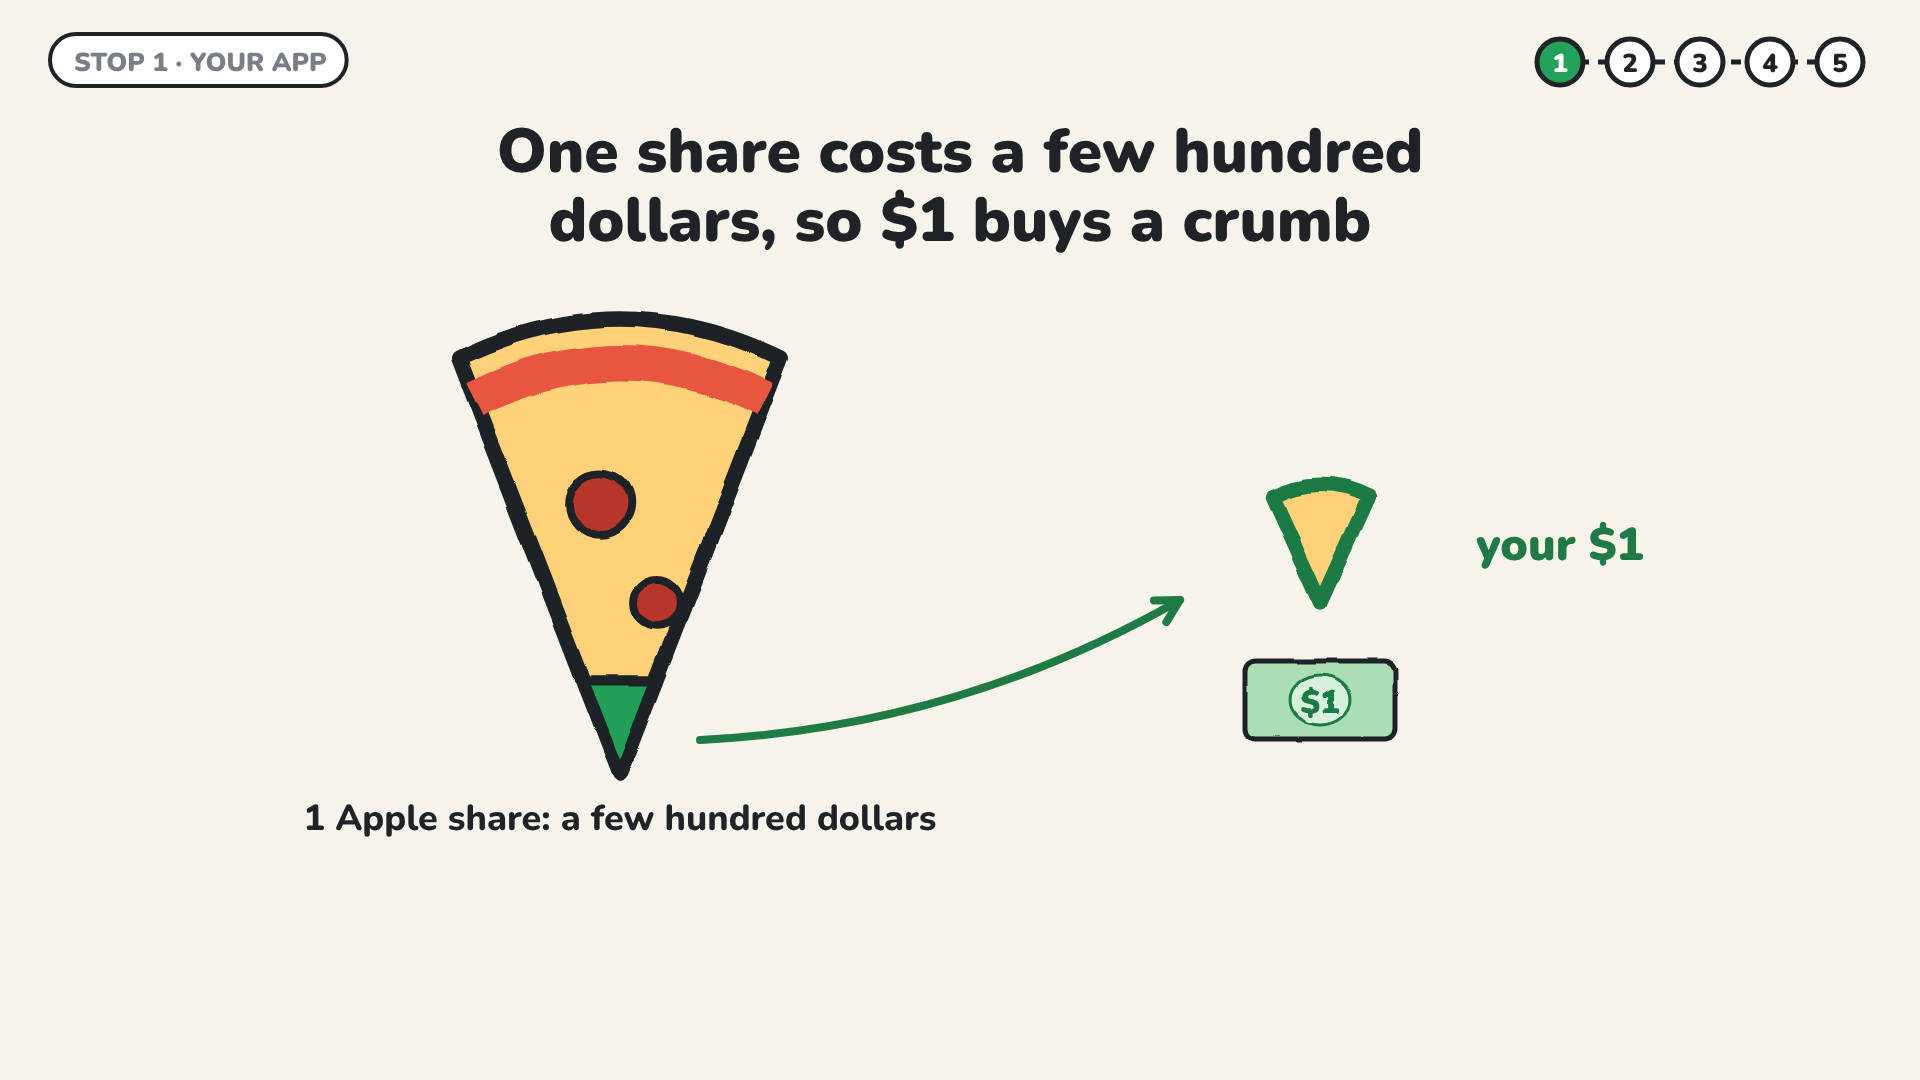 STOP 1 · YOUR APP
1 2 3 4 5
One share costs a few hundred
dollars, so $1 buys a crumb
your $1
$1
1 Apple share: a few hundred dollars